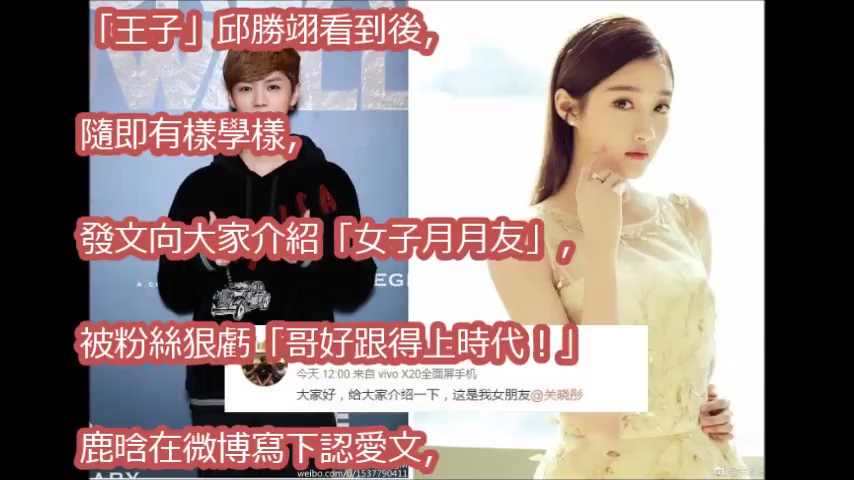 「王子」邱勝翊看到後，
隨即有樣學樣，
發文向大家介紹「女子月月友」，
被粉絲狠虧「哥好跟得上時代！」
今天 12:00 来自 vivo X20全面屏手机
大家好，给大家介绍一下，这是我女朋友@关晓彤
鹿晗在微博寫下認愛文，
weibo.com/u/1537790411